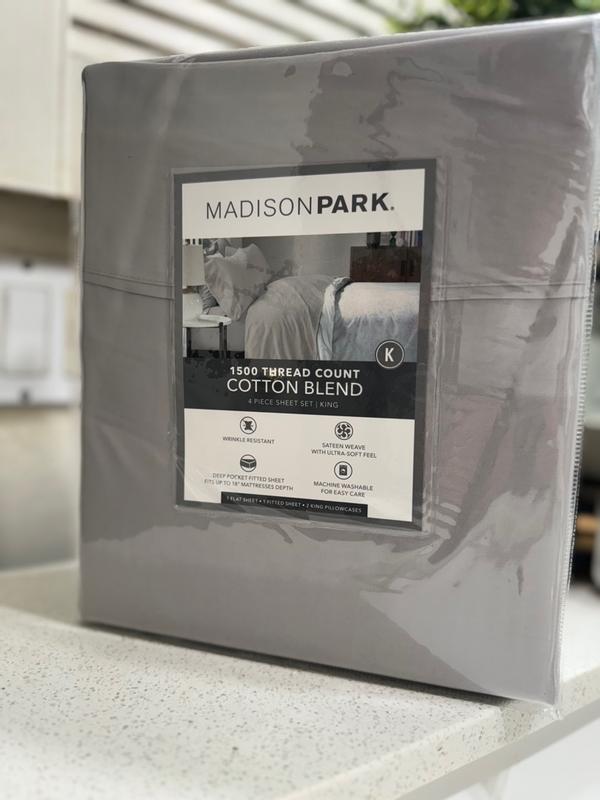 MADISONPARK®
K
1500 THREAD COUNT
COTTON BLEND
4 PIECE SHEET SET | KING
WRINKLE RESISTANT
SATEEN WEAVE
WITH ULTRA-SOFT FEEL
DEEP POCKET FITTED SHEET
FITS UP TO 18" MATTRESSES DEPTH
MACHINE WASHABLE
FOR EASY CARE
1 FLAT SHEET • 1 FITTED SHEET • 2 KING PILLOWCASES